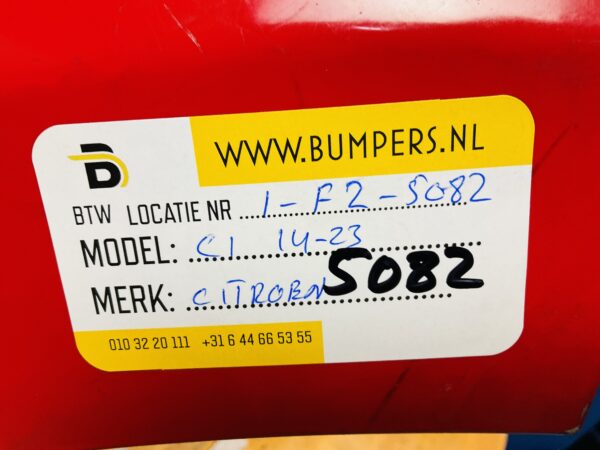 WWW.BUMPERS.NL
BTW LOCATIE NR 1-F2-5082
MODEL: C1 14-23
MERK: CITROEN 5082
010 32 20 111 +31 6 44 66 53 55